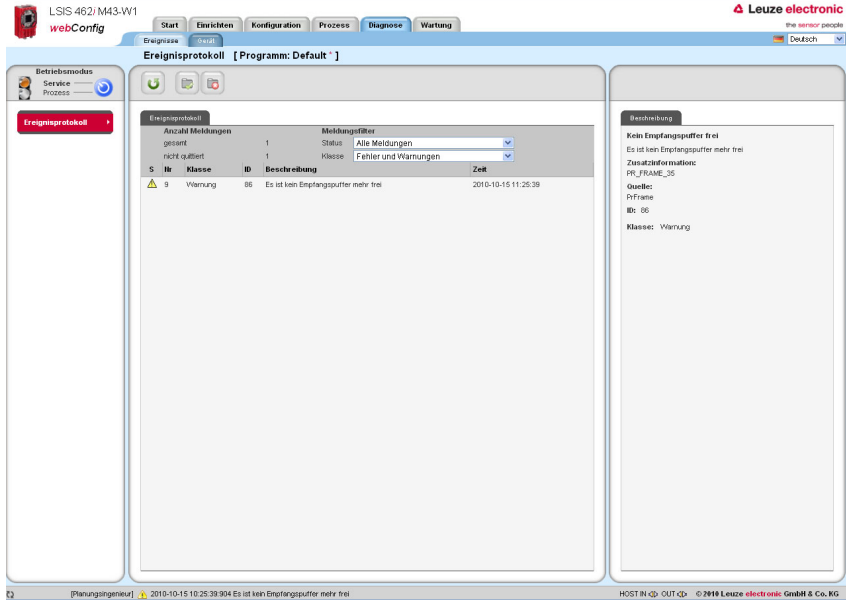 LSIS 462i M43-W1
webConfig
Start Einrichten Konfiguration Prozess Diagnose Wartung
Leuze electronic
the sensor people
Ereignisse Gerät
Deutsch
Ereignisprotokoll [ Programm: Default * ]
Betriebsmodus
Service
Prozess
Ereignisprotokoll
Ereignisprotokoll
Anzahl Meldungen Meldungsfilter
gesamt 1 Status Alle Meldungen
nicht quittiert 1 Klasse Fehler und Warnungen
S Nr Klasse ID Beschreibung Zeit
9 Warnung 86 Es ist kein Empfangspuffer mehr frei 2010-10-15 11:25:39
Beschreibung
Kein Empfangspuffer frei
Es ist kein Empfangspuffer mehr frei
Zusatzinformation:
PR_FRAME_35
Quelle:
PrFrame
ID: 86
Klasse: Warnung
[Planungsingenieur] 2010-10-15 10:25:39:904 Es ist kein Empfangspuffer mehr frei
HOST IN OUT © 2010 Leuze electronic GmbH & Co. KG